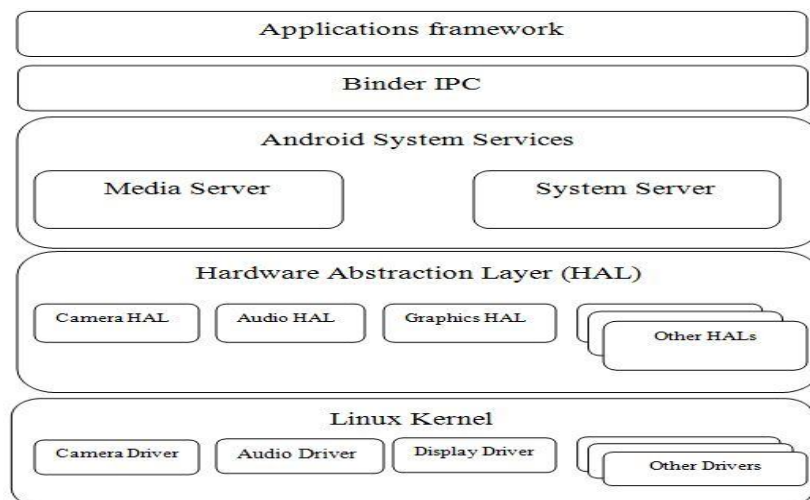 Applications framework
Binder IPC
Android System Services
Media Server
System Server
Hardware Abstraction Layer (HAL)
Camera HAL
Audio HAL
Graphics HAL
Other HALs
Linux Kernel
Camera Driver
Audio Driver
Display Driver
Other Drivers